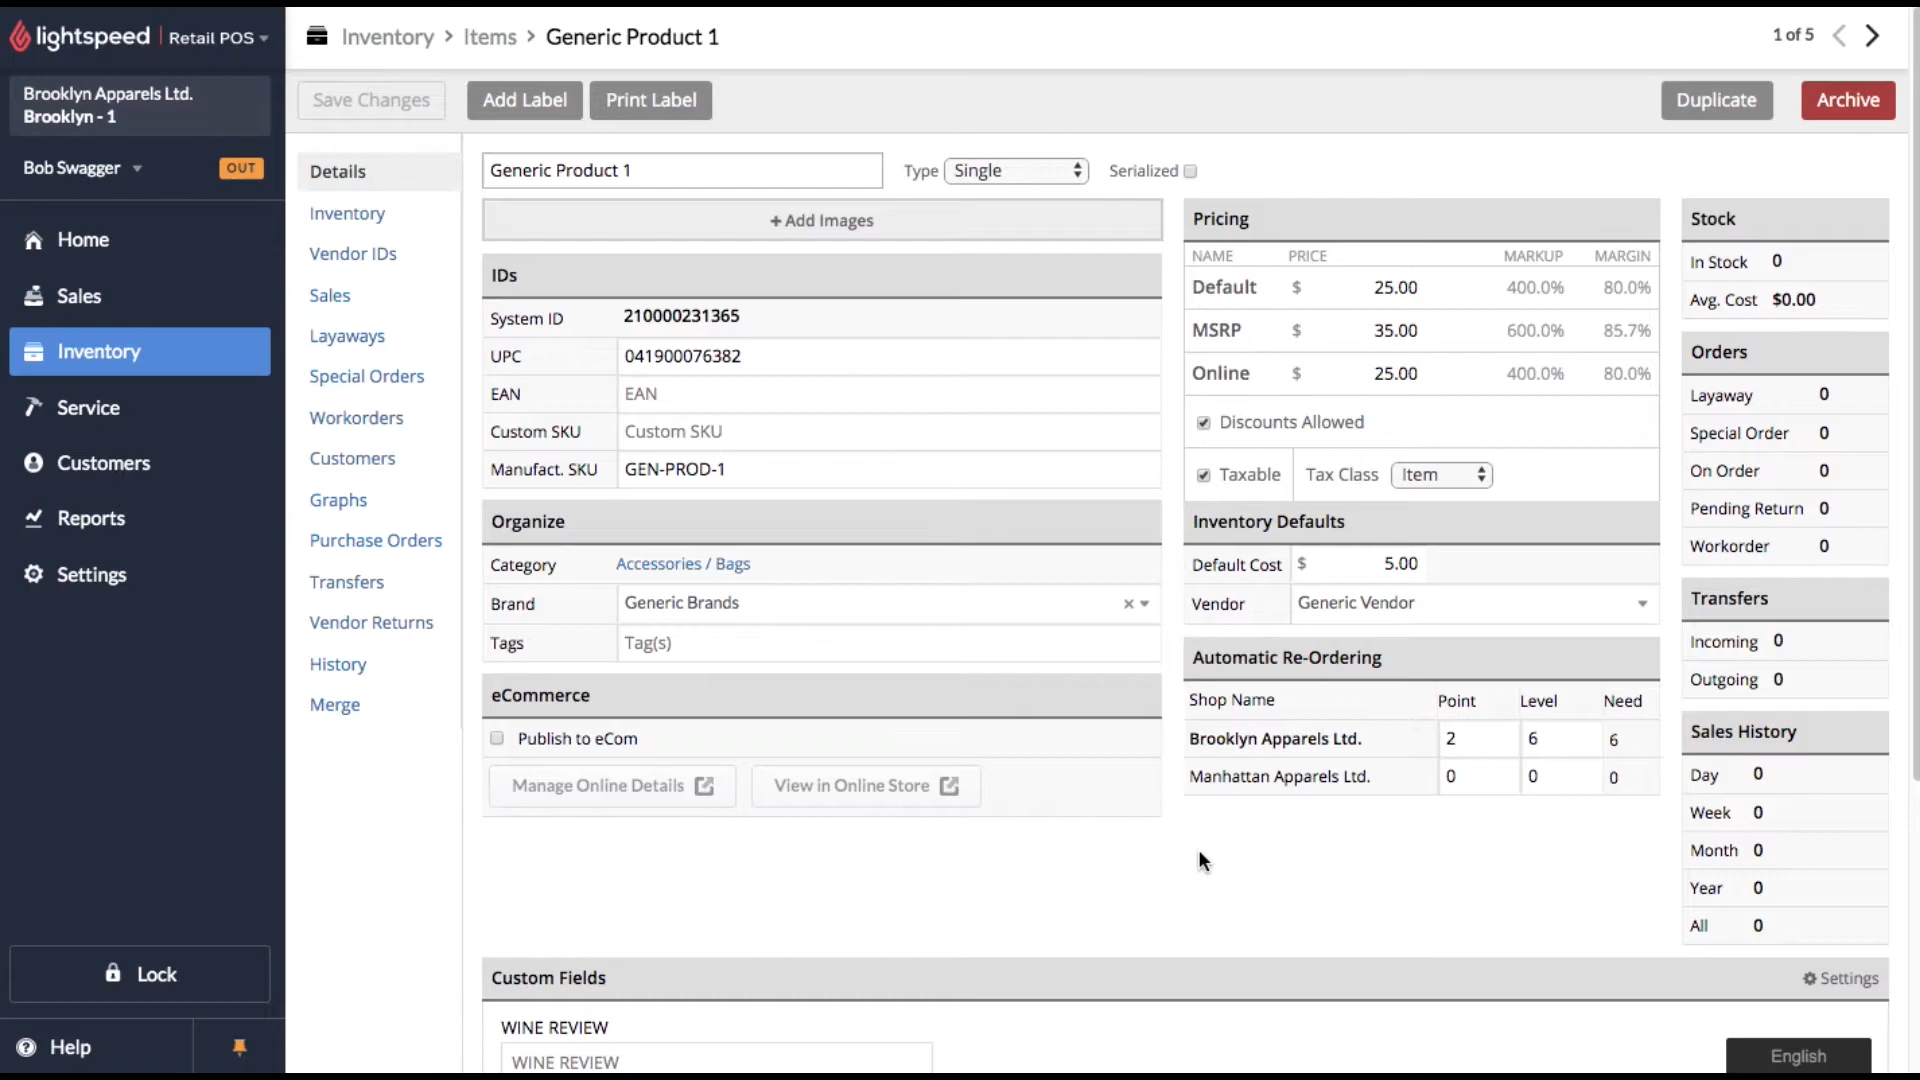 lightspeed | Retail POS
Brooklyn Apparels Ltd.
Brooklyn - 1
Bob Swagger OUT
Home
Sales
Inventory
Service
Customers
Reports
Settings
Lock
Help
Inventory > Items > Generic Product 1
1 of 5
Save Changes Add Label Print Label Duplicate Archive
Details
Inventory
Vendor IDs
Sales
Layaways
Special Orders
Workorders
Customers
Graphs
Purchase Orders
Transfers
Vendor Returns
History
Merge
Generic Product 1 Type Single Serialized
+ Add Images
IDs
System ID 210000231365
UPC 041900076382
EAN EAN
Custom SKU Custom SKU
Manufact. SKU GEN-PROD-1
Organize
Category Accessories / Bags
Brand Generic Brands ×
Tags Tag(s)
eCommerce
Publish to eCom
Manage Online Details View in Online Store
Pricing
NAME PRICE MARKUP MARGIN
Default $ 25.00 400.0% 80.0%
MSRP $ 35.00 600.0% 85.7%
Online $ 25.00 400.0% 80.0%
Discounts Allowed
Taxable Tax Class Item
Inventory Defaults
Default Cost $ 5.00
Vendor Generic Vendor
Automatic Re-Ordering
Shop Name Point Level Need
Brooklyn Apparels Ltd. 2 6 6
Manhattan Apparels Ltd. 0 0 0
Stock
In Stock 0
Avg. Cost $0.00
Orders
Layaway 0
Special Order 0
On Order 0
Pending Return 0
Workorder 0
Transfers
Incoming 0
Outgoing 0
Sales History
Day 0
Week 0
Month 0
Year 0
All 0
Custom Fields Settings
WINE REVIEW
WINE REVIEW
English